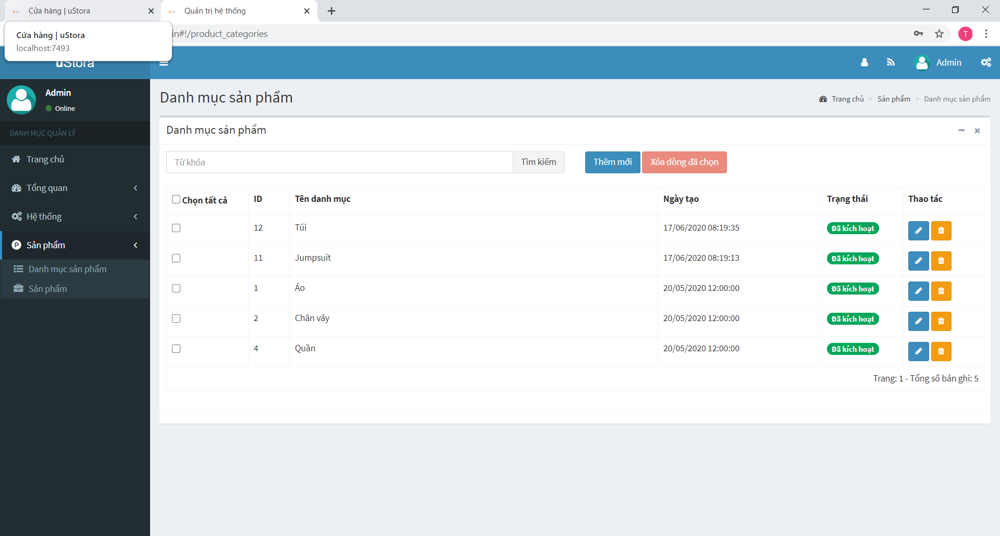 Cửa hàng | uStora
Quản trị hệ thống
Cửa hàng | uStora
localhost:7493
in#!/product_categories
T
uStora
Admin
Admin
Online
DANH MỤC QUẢN LÝ
Trang chủ
Tổng quan
Hệ thống
Sản phẩm
Danh mục sản phẩm
Sản phẩm
Danh mục sản phẩm
Trang chủ > Sản phẩm > Danh mục sản phẩm
Danh mục sản phẩm
Từ khóa Tìm kiếm Thêm mới Xóa dòng đã chọn
Chọn tất cả ID Tên danh mục Ngày tạo Trạng thái Thao tác
12 Túi 17/06/2020 08:19:35 Đã kích hoạt
11 Jumpsuit 17/06/2020 08:19:13 Đã kích hoạt
1 Áo 20/05/2020 12:00:00 Đã kích hoạt
2 Chân váy 20/05/2020 12:00:00 Đã kích hoạt
4 Quần 20/05/2020 12:00:00 Đã kích hoạt
Trang: 1 - Tổng số bản ghi: 5